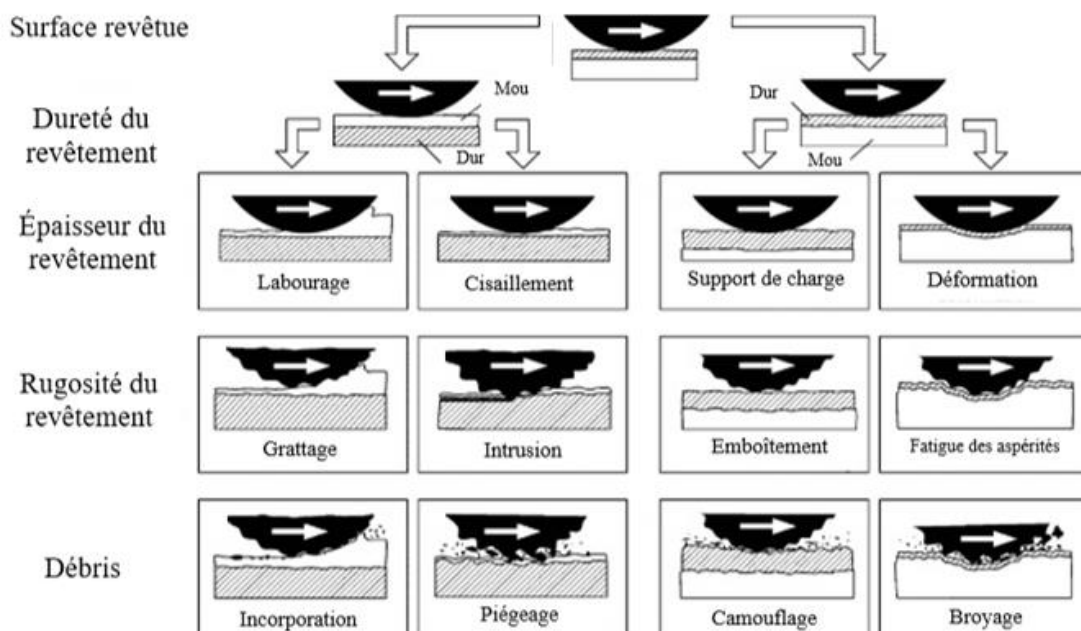 Surface revêtue
Dureté du
revêtement
Mou
Dur
Dur
Mou
Épaisseur du
revêtement
Labourage
Cisaillement
Support de charge
Déformation
Rugosité du
revêtement
Grattage
Intrusion
Emboîtement
Fatigue des aspérités
Débris
Incorporation
Piégeage
Camouflage
Broyage